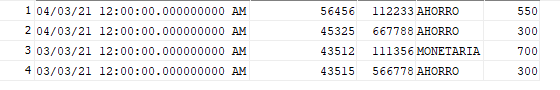 1 04/03/21 12:00:00.000000000 AM 56456 112233 AHORRO 550
2 04/03/21 12:00:00.000000000 AM 45325 667788 AHORRO 300
3 03/03/21 12:00:00.000000000 AM 43512 111356 MONETARIA 700
4 03/03/21 12:00:00.000000000 AM 43515 566778 AHORRO 300